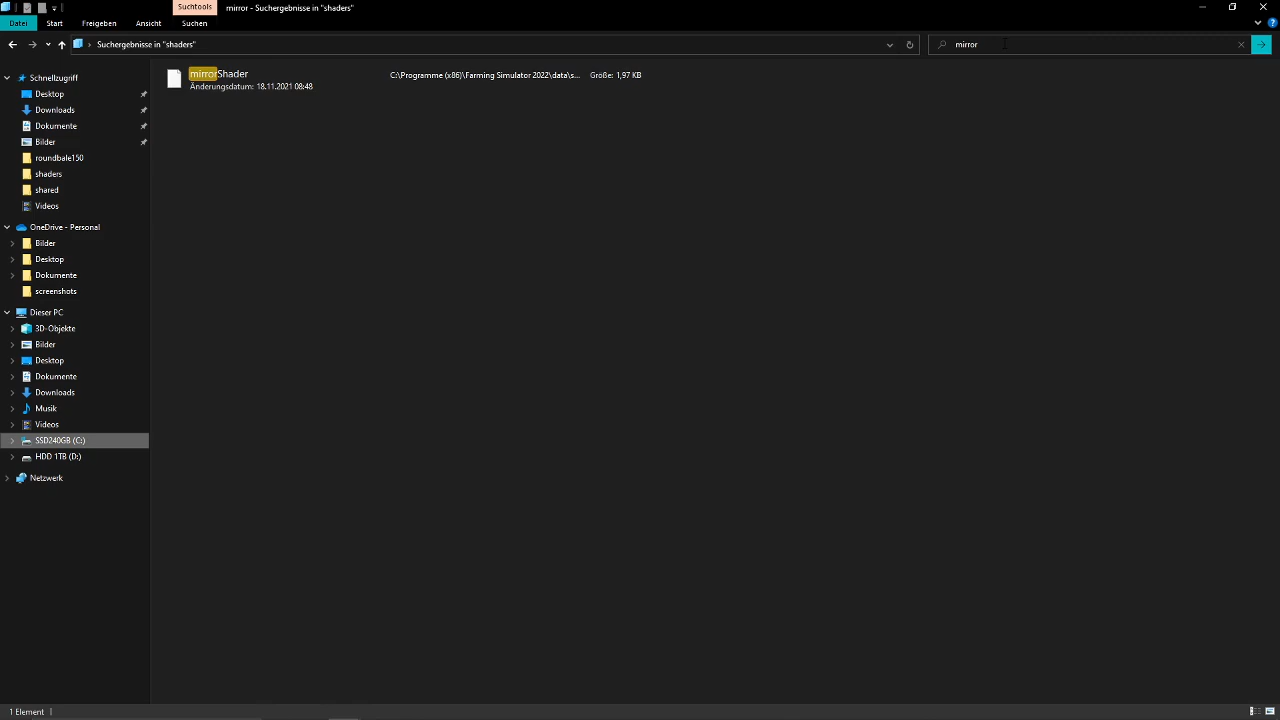 Suchtools
mirror - Suchergebnisse in "shaders"
Datei Start Freigeben Ansicht Suchen
Suchergebnisse in "shaders"
mirror
Schnellzugriff
Desktop
Downloads
Dokumente
Bilder
roundbale150
shaders
shared
Videos
OneDrive - Personal
Bilder
Desktop
Dokumente
screenshots
Dieser PC
3D-Objekte
Bilder
Desktop
Dokumente
Downloads
Musik
Videos
SSD240GB (C:)
HDD 1TB (D:)
Netzwerk
mirrorShader
Änderungsdatum: 18.11.2021 08:48
C:\Programme (x86)\Farming Simulator 2022\data\s...
Größe: 1,97 KB
1 Element